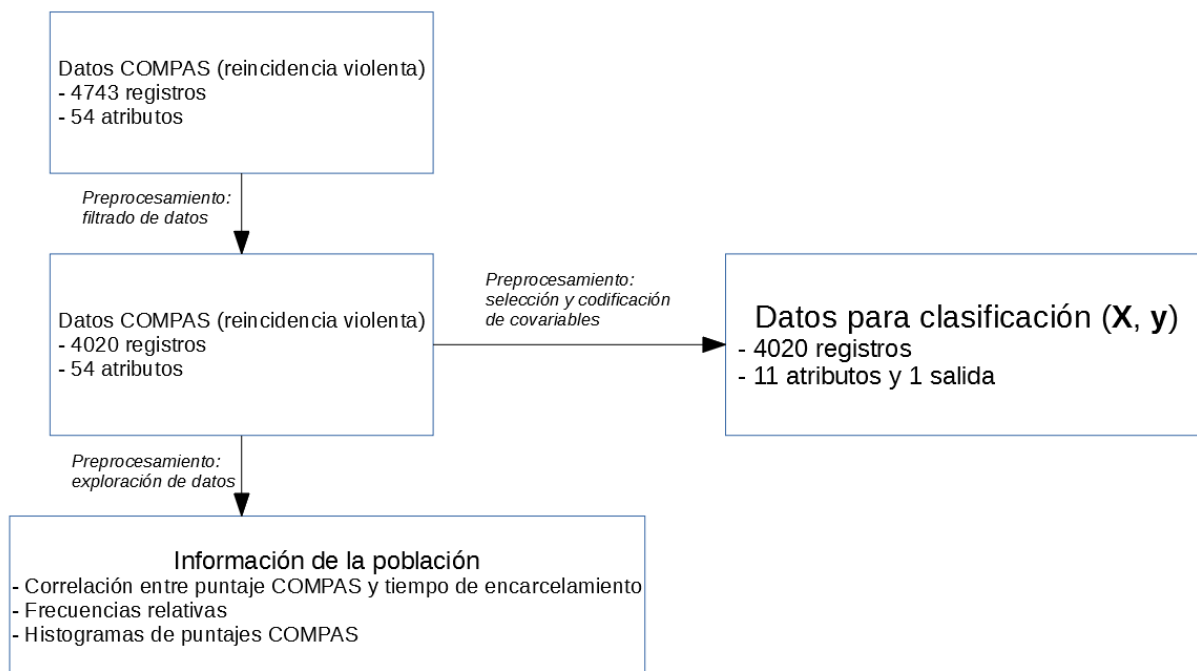 Datos COMPAS (reincidencia violenta)
- 4743 registros
- 54 atributos
Preprocesamiento:
filtrado de datos
Datos COMPAS (reincidencia violenta)
- 4020 registros
- 54 atributos
Preprocesamiento:
selección y codificación
de covariables
Datos para clasificación (X, y)
- 4020 registros
- 11 atributos y 1 salida
Preprocesamiento:
exploración de datos
Información de la población
- Correlación entre puntaje COMPAS y tiempo de encarcelamiento
- Frecuencias relativas
- Histogramas de puntajes COMPAS